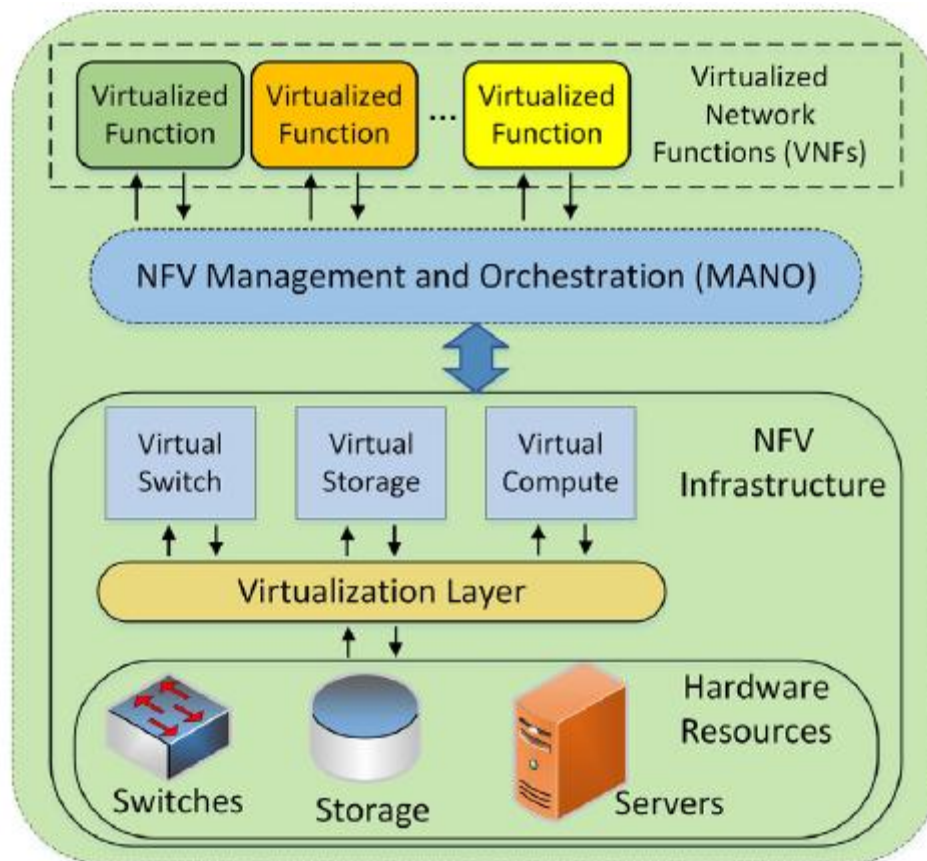 Virtualized
Function
Virtualized
Function
...
Virtualized
Function
Virtualized
Network
Functions (VNFs)
NFV Management and Orchestration (MANO)
Virtual
Switch
Virtual
Storage
Virtual
Compute
NFV
Infrastructure
Virtualization Layer
Hardware
Resources
Switches
Storage
Servers